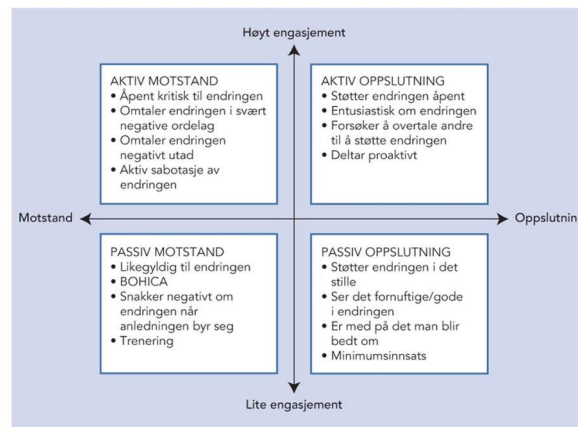 Høyt engasjement
AKTIV MOTSTAND
• Åpent kritisk til endringen
• Omtaler endringen i svært
negative ordelag
• Omtaler endringen
negativt utad
• Aktiv sabotasje av
endringen
AKTIV OPPSLUTNING
• Støtter endringen åpent
• Entusiastisk om endringen
• Forsøker å overtale andre
til å støtte endringen
• Deltar proaktivt
Motstand
Oppslutnin
PASSIV MOTSTAND
• Likegyldig til endringen
• BOHICA
• Snakker negativt om
endringen når
anledningen byr seg
• Trenering
PASSIV OPPSLUTNING
• Støtter endringen i det
stille
• Ser det fornuftige/gode
i endringen
• Er med på det man blir
bedt om
• Minimumsinnsats
Lite engasjement